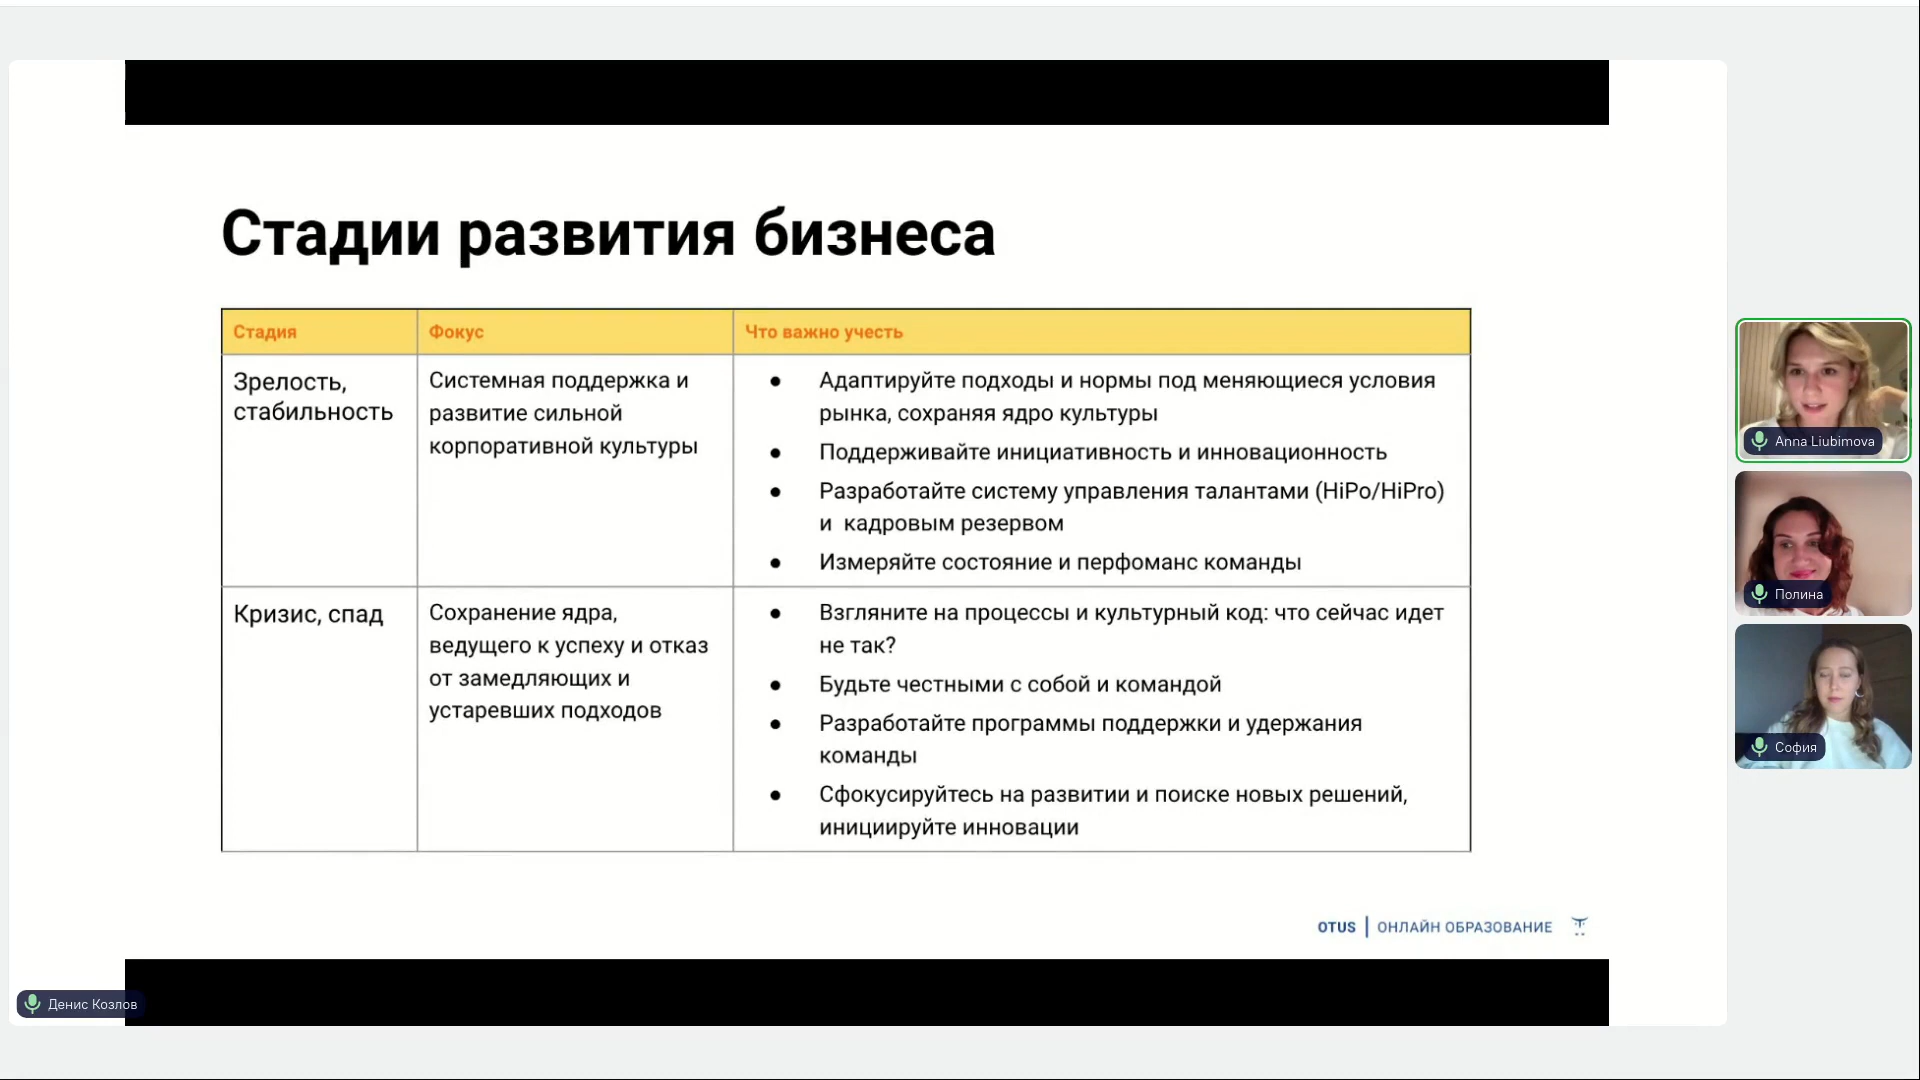 Стадии развития бизнеса
Стадия
Фокус
Что важно учесть
Зрелость,
стабильность
Системная поддержка и
развитие сильной
корпоративной культуры
● Адаптируйте подходы и нормы под меняющиеся условия
рынка, сохраняя ядро культуры
● Поддерживайте инициативность и инновационность
● Разработайте систему управления талантами (HiPo/HiPro)
и кадровым резервом
● Измеряйте состояние и перфоманс команды
Кризис, спад
Сохранение ядра,
ведущего к успеху и отказ
от замедляющих и
устаревших подходов
● Взгляните на процессы и культурный код: что сейчас идет
не так?
● Будьте честными с собой и командой
● Разработайте программы поддержки и удержания
команды
● Сфокусируйтесь на развитии и поиске новых решений,
инициируйте инновации
OTUS | ОНЛАЙН ОБРАЗОВАНИЕ
Денис Козлов
Anna Liubimova
Полина
София